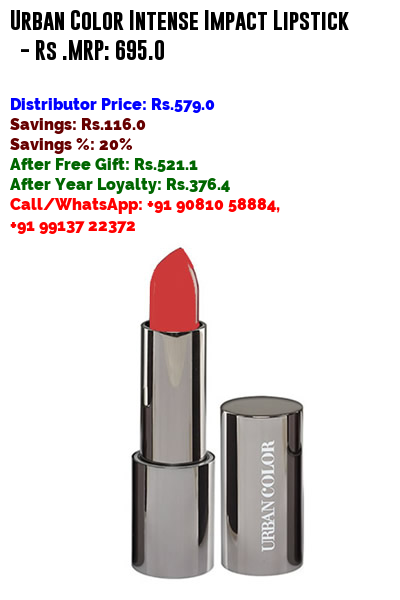 Urban Color Intense Impact Lipstick
- Rs .MRP: 695.0
Distributor Price: Rs.579.0
Savings: Rs.116.0
Savings %: 20%
After Free Gift: Rs.521.1
After Year Loyalty: Rs.376.4
Call/WhatsApp: +91 90810 58884,
+91 99137 22372
URBAN COLOR